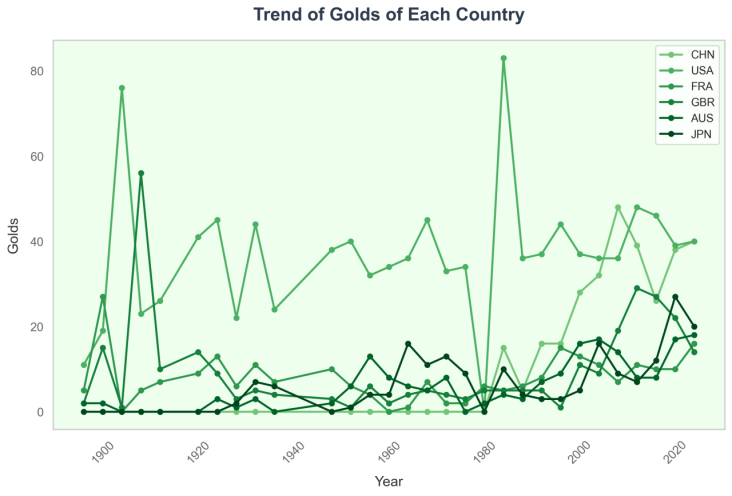 Trend of Golds of Each Country
CHN
USA
FRA
GBR
AUS
JPN
80
60
40
20
0
Golds
1900
1920
1940
1960
1980
2000
2020
Year